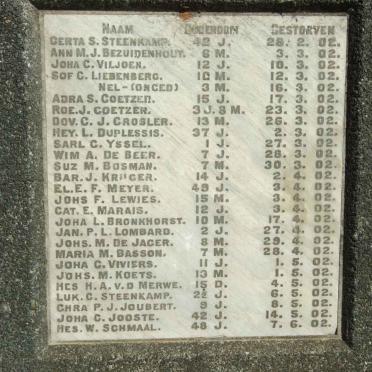 NAAM OUDERDOM GESTORVEN
GERTA S. STEENKAMP. 42 J. 28. 2. 02.
ANN M. J. BEZUIDENHOUT. 6 M. 3. 3. 02.
JOHA C. VILJOEN. 12 J. 10. 3. 02.
SOF C. LIEBENBERG. 10 M. 12. 3. 02.
NEL-(ONGED) 3 M. 16. 3. 02.
ADRA S. COETZER. 15 J. 17. 3. 02.
ROE. J. COETZER. 3 J. 8 M. 23. 3. 02.
DOV. C. J. CROBLER. 13 M. 26. 3. 02.
HEY. L. DUPLESSIS. 37 J. 2. 3. 02.
SARL C. YSSEL. 1 J. 27. 3. 02.
WIM A. DE BEER. 7 J. 28. 3. 02.
SUZ M. BOSMAN. 7 M. 30. 3. 02.
BAR. J. KRUGER 14 J. 2. 4. 02.
EL. E. F. MEYER. 49 J. 3. 4. 02.
JOHS F. LEWIES. 15 M. 3. 4. 02.
CAT. E. MARAIS. 12 J. 3. 4. 02.
JOHA L. BRONKHORST. 10 M. 17. 4. 02.
JAN. P. L. LOMBARD. 2 J. 27. 4. 02.
JOHS. M. DE JAGER. 8 M. 29. 4. 02.
MARIA M. BASSON. 7 M. 28. 4. 02.
JOHA C. VIVIERS. 11 J. 1. 5. 02.
JOHS. M. KOETS. 13 M. 1. 5. 02.
HES H. A. V. D MERWE. 15 D. 4. 5. 02.
LUK. C. STEENKAMP. 22 J. 6. 5. 02.
CHRA P. J. JOUBERT. 9 J. 8. 5. 02.
JOHA C. JOOSTE. 42 J. 14. 5. 02.
HES. W. SCHMAAL. 48 J. 7. 6. 02.